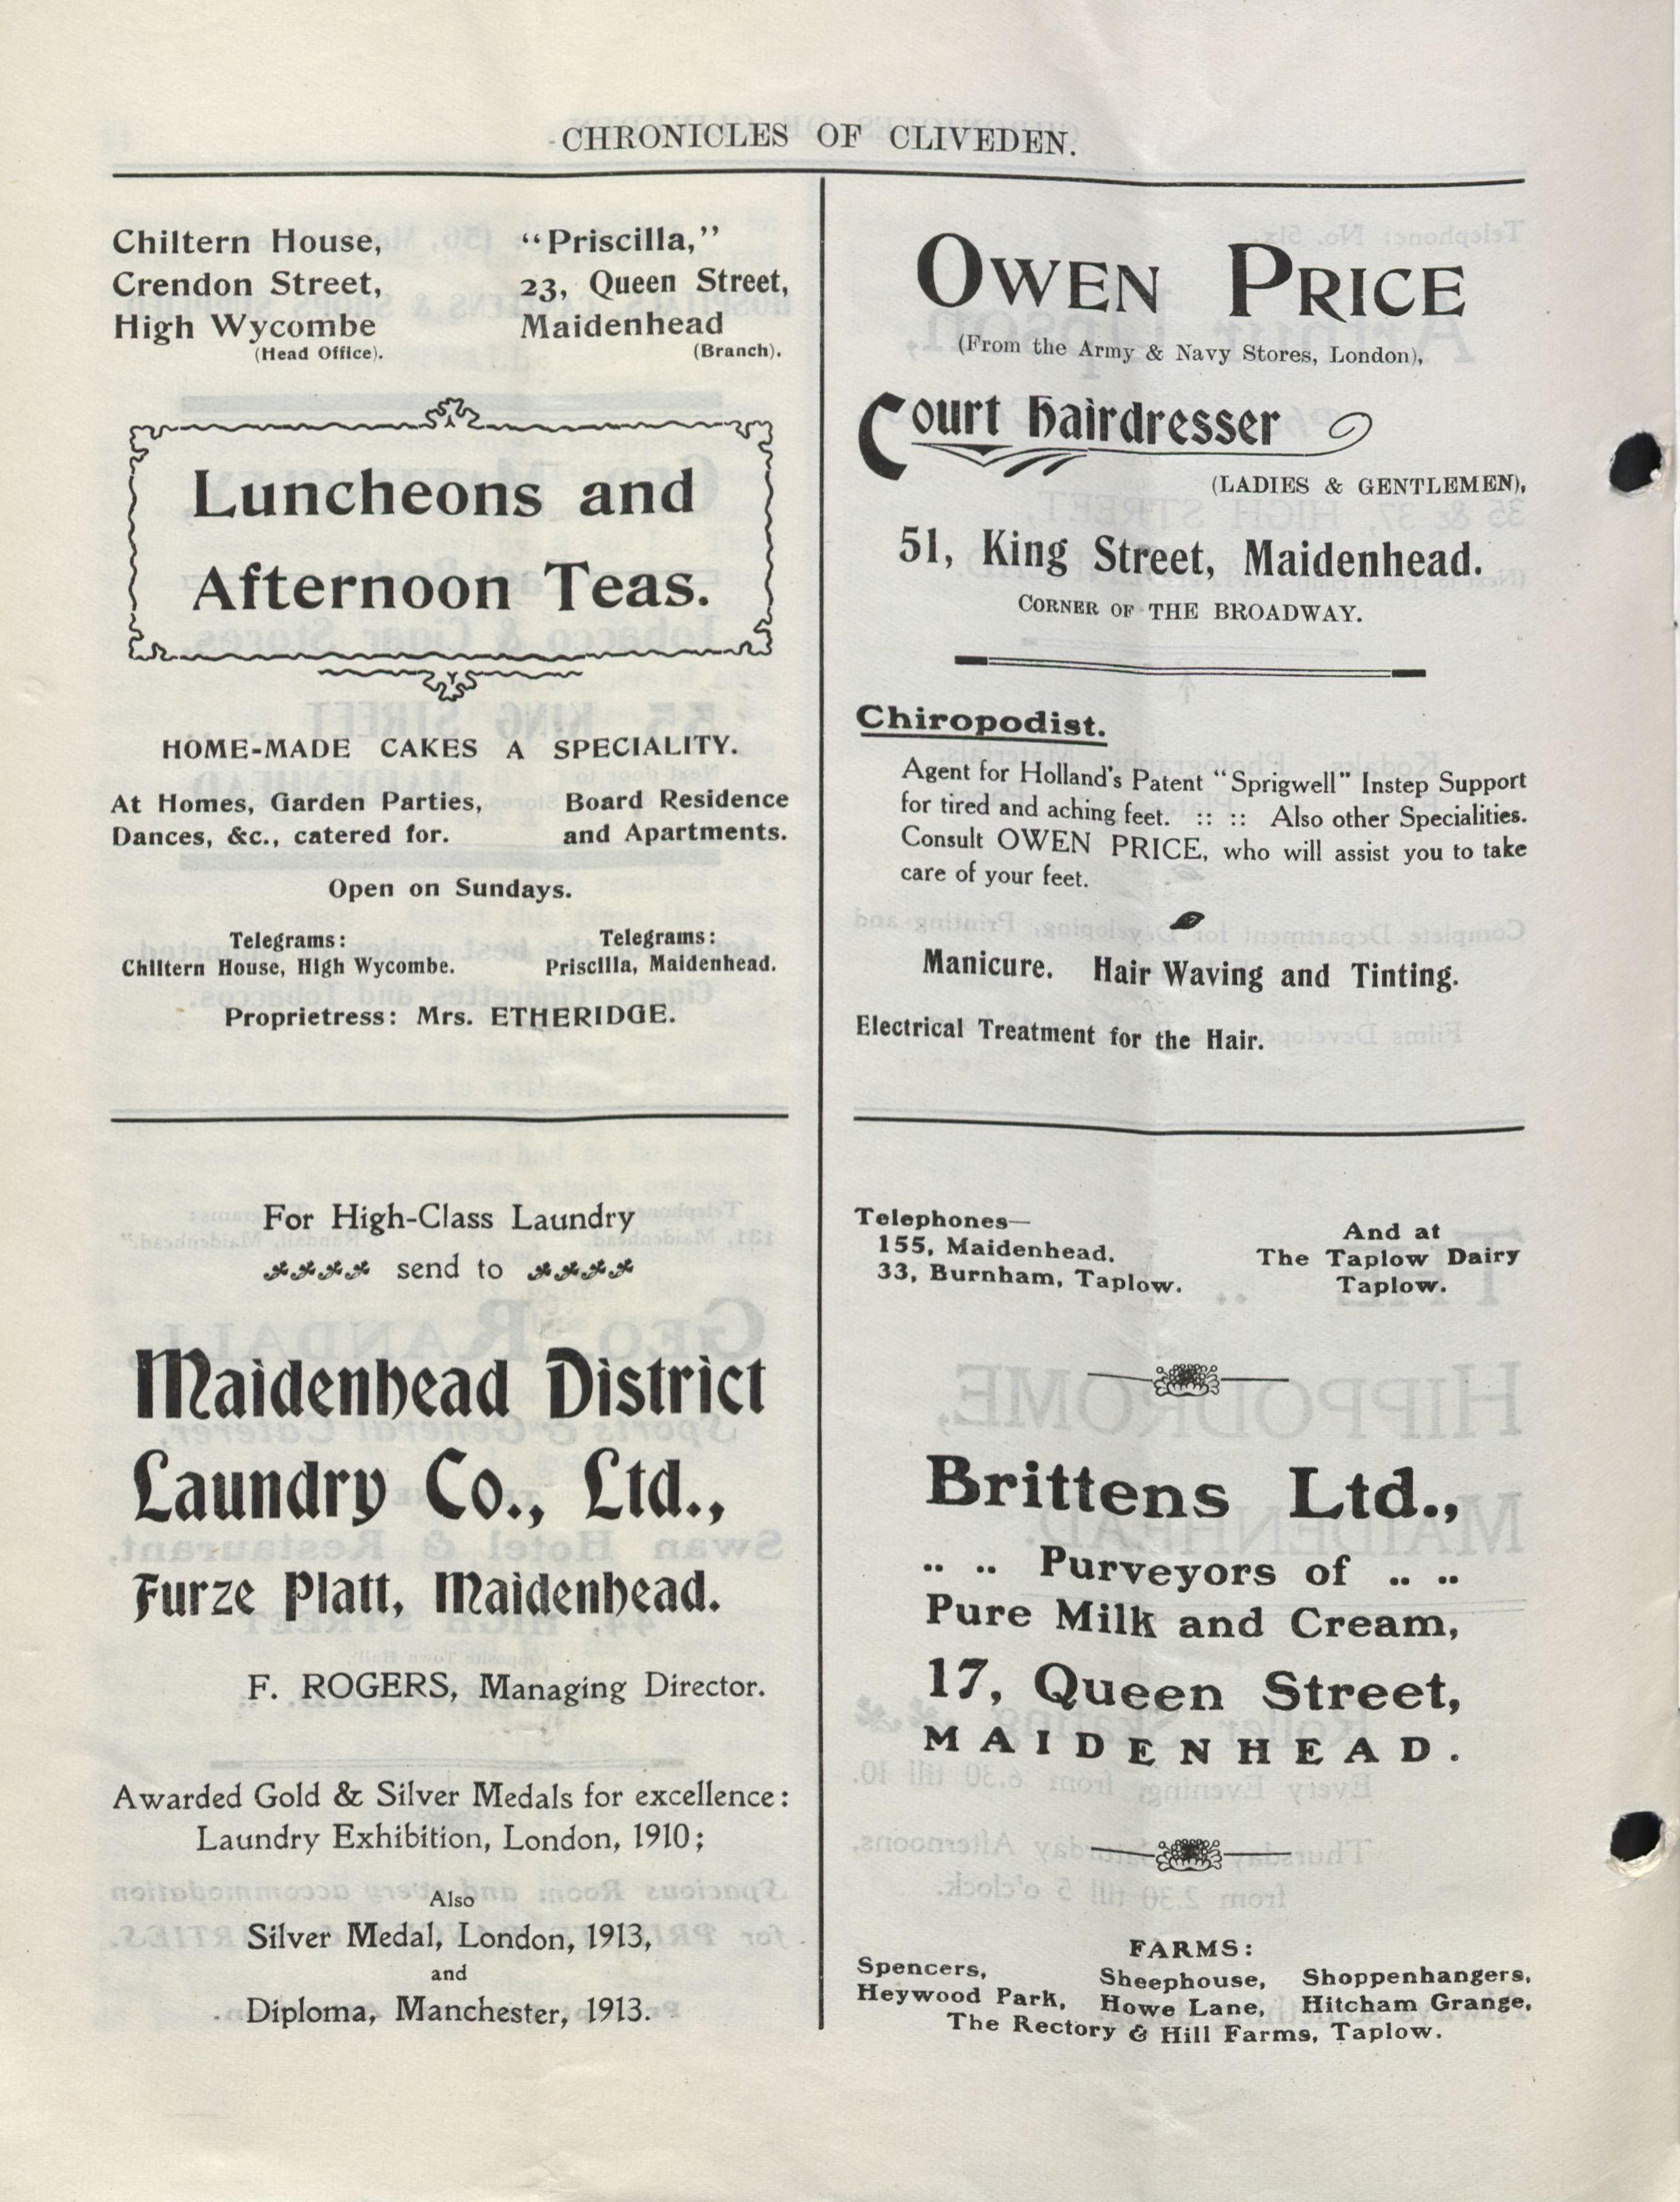 CHRONICLES OF CLIVEDEN.
Chiltern House,
Crendon Street,
High Wycombe
(Head Office).
"Priscilla,"
23, Queen Street,
Maidenhead
(Branch).
Luncheons and
Afternoon Teas.
HOME-MADE CAKES A SPECIALITY.
At Homes, Garden Parties,
Dances, &c., catered for.
Board Residence
and Apartments.
Open on Sundays.
Telegrams:
Chiltern House, High Wycombe.
Telegrams:
Priscilla, Maidenhead.
Proprietress: Mrs. ETHERIDGE.
For High-Class Laundry
send to
Maidenhead District
Laundry Co., Ltd.,
Furze Platt, Maidenhead.
F. ROGERS, Managing Director.
Awarded Gold & Silver Medals for excellence:
Laundry Exhibition, London, 1910;
Also
Silver Medal, London, 1913,
and
Diploma, Manchester, 1913.
OWEN PRICE
(From the Army & Navy Stores, London),
Court Hairdresser
(LADIES & GENTLEMEN),
51, King Street, Maidenhead.
CORNER OF THE BROADWAY.
Chiropodist.
Agent for Holland's Patent "Sprigwell" Instep Support
for tired and aching feet. :: :: Also other Specialities.
Consult OWEN PRICE, who will assist you to take
care of your feet.
Manicure. Hair Waving and Tinting.
Electrical Treatment for the Hair.
Telephones—
155, Maidenhead.
33, Burnham, Taplow.
And at
The Taplow Dairy
Taplow.
Brittens Ltd.,
.. .. Purveyors of .. ..
Pure Milk and Cream,
17, Queen Street,
MAIDENHEAD.
FARMS:
Spencers, Sheephouse, Shoppenhangers,
Heywood Park, Howe Lane, Hitcham Grange,
The Rectory & Hill Farms, Taplow.